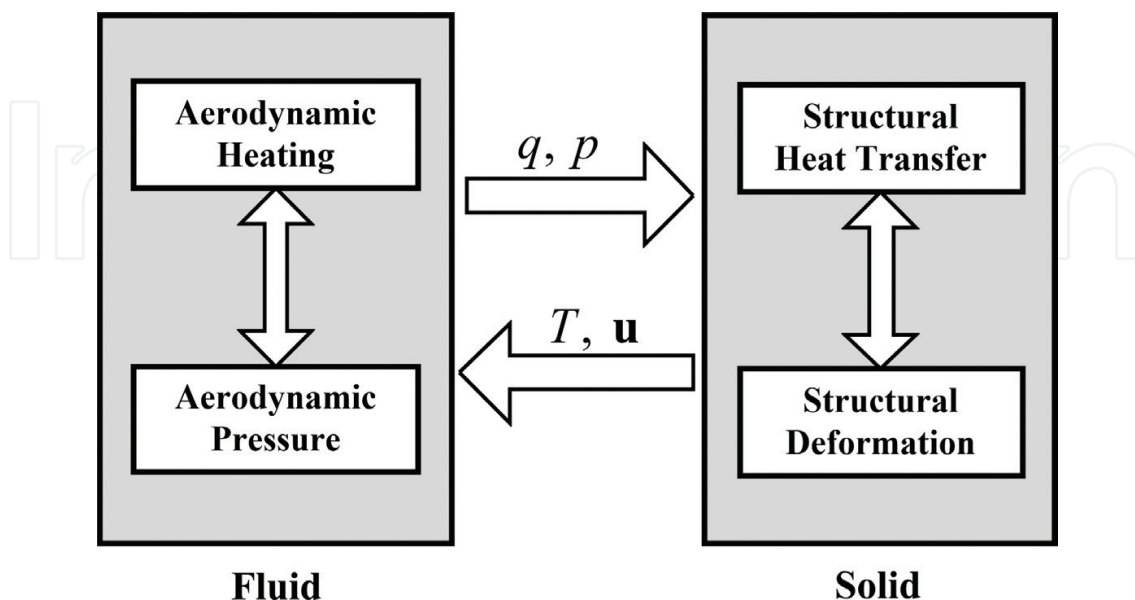 Aerodynamic
Heating
Aerodynamic
Pressure
q, p
T, u
Structural
Heat Transfer
Structural
Deformation
Fluid
Solid